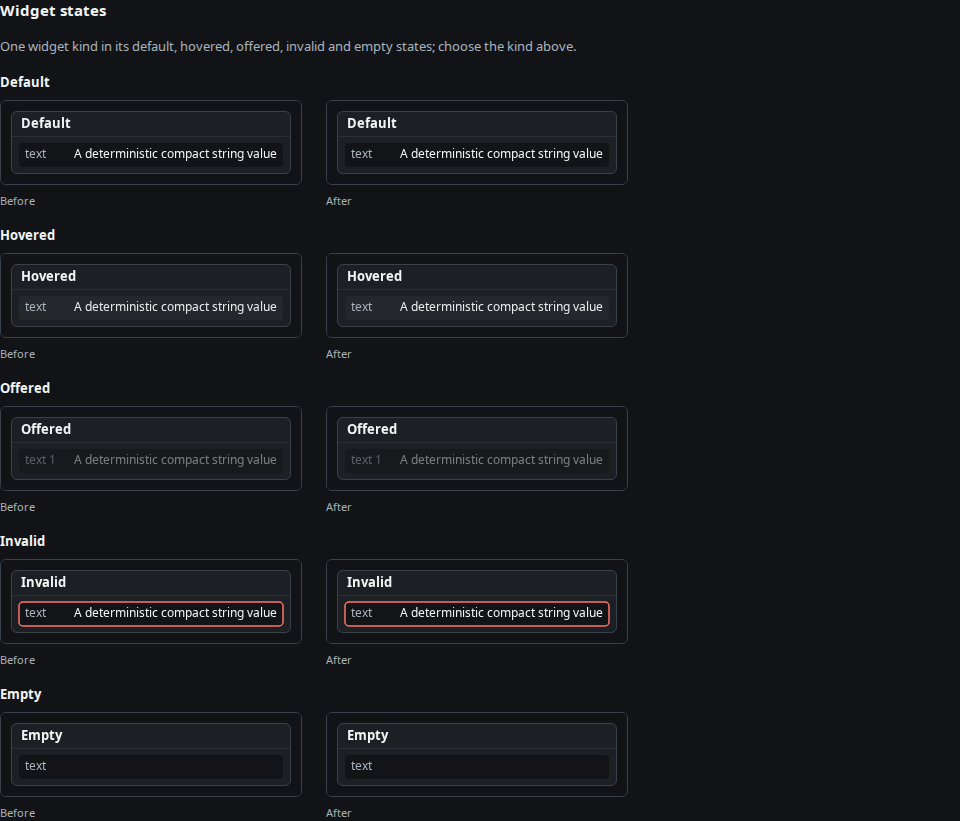 Widget states
One widget kind in its default, hovered, offered, invalid and empty states; choose the kind above.
Default
Default Default
text A deterministic compact string value text A deterministic compact string value
Before After
Hovered
Hovered Hovered
text A deterministic compact string value text A deterministic compact string value
Before After
Offered
Offered Offered
text 1 A deterministic compact string value text 1 A deterministic compact string value
Before After
Invalid
Invalid Invalid
text A deterministic compact string value text A deterministic compact string value
Before After
Empty
Empty Empty
text text
Before After